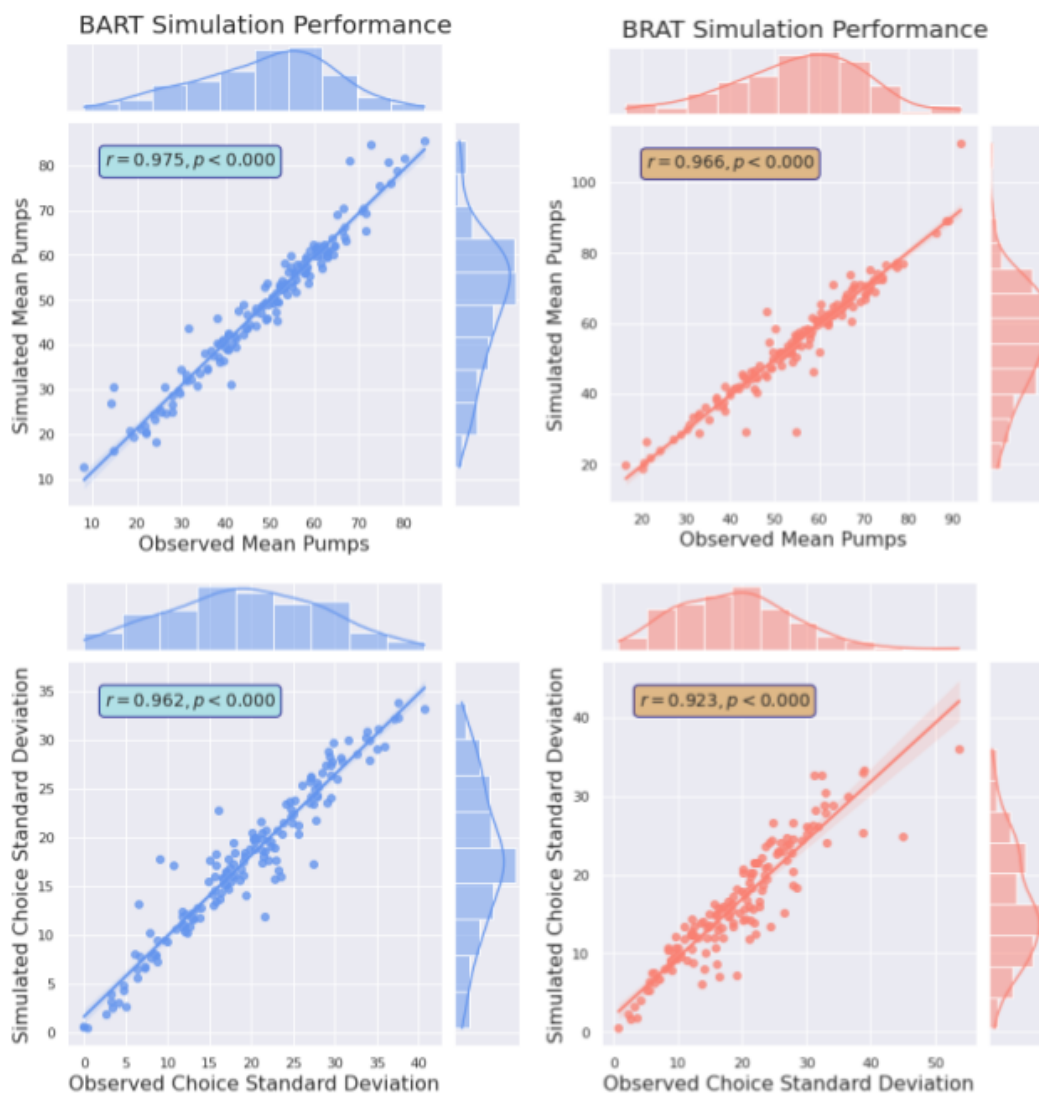 BART Simulation Performance
r = 0.975, p < 0.000
80
70
60
50
40
30
20
10
Simulated Mean Pumps
10 20 30 40 50 60 70 80
Observed Mean Pumps
BRAT Simulation Performance
r = 0.966, p < 0.000
100
80
60
40
20
Simulated Mean Pumps
20 30 40 50 60 70 80 90
Observed Mean Pumps
r = 0.962, p < 0.000
35
30
25
20
15
10
5
0
Simulated Choice Standard Deviation
0 5 10 15 20 25 30 35 40
Observed Choice Standard Deviation
r = 0.923, p < 0.000
40
30
20
10
0
Simulated Choice Standard Deviation
0 10 20 30 40 50
Observed Choice Standard Deviation